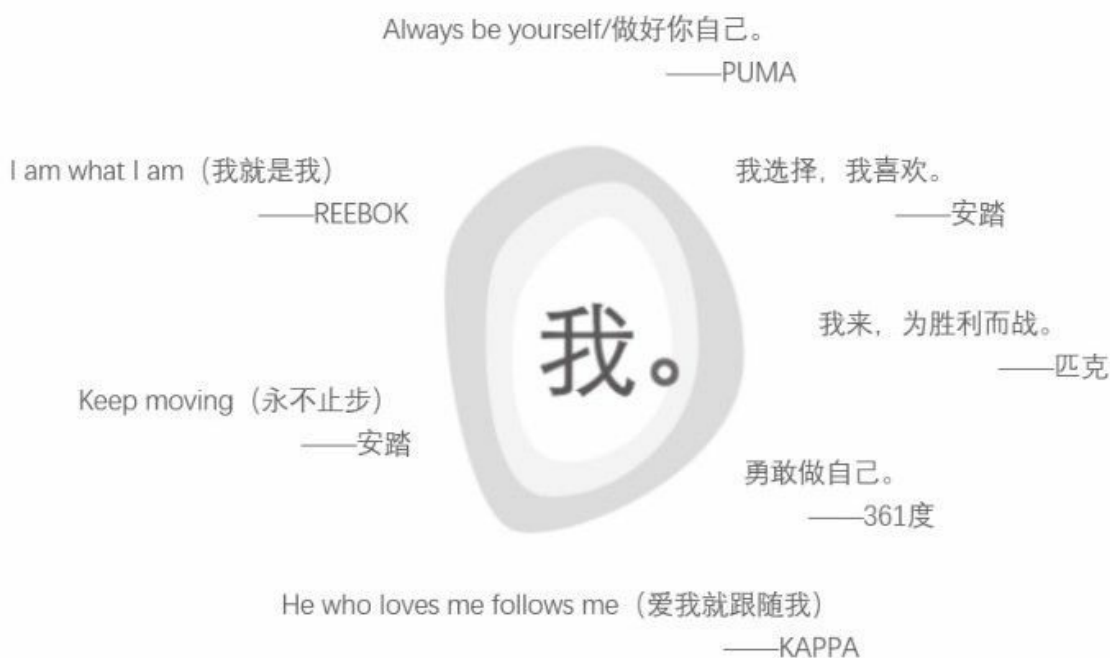 Always be yourself/做好你自己。
——PUMA
I am what I am（我就是我）
——REEBOK
我选择，我喜欢。
——安踏
我。
我来，为胜利而战。
——匹克
Keep moving（永不止步）
——安踏
勇敢做自己。
——361度
He who loves me follows me（爱我就跟随我）
——KAPPA